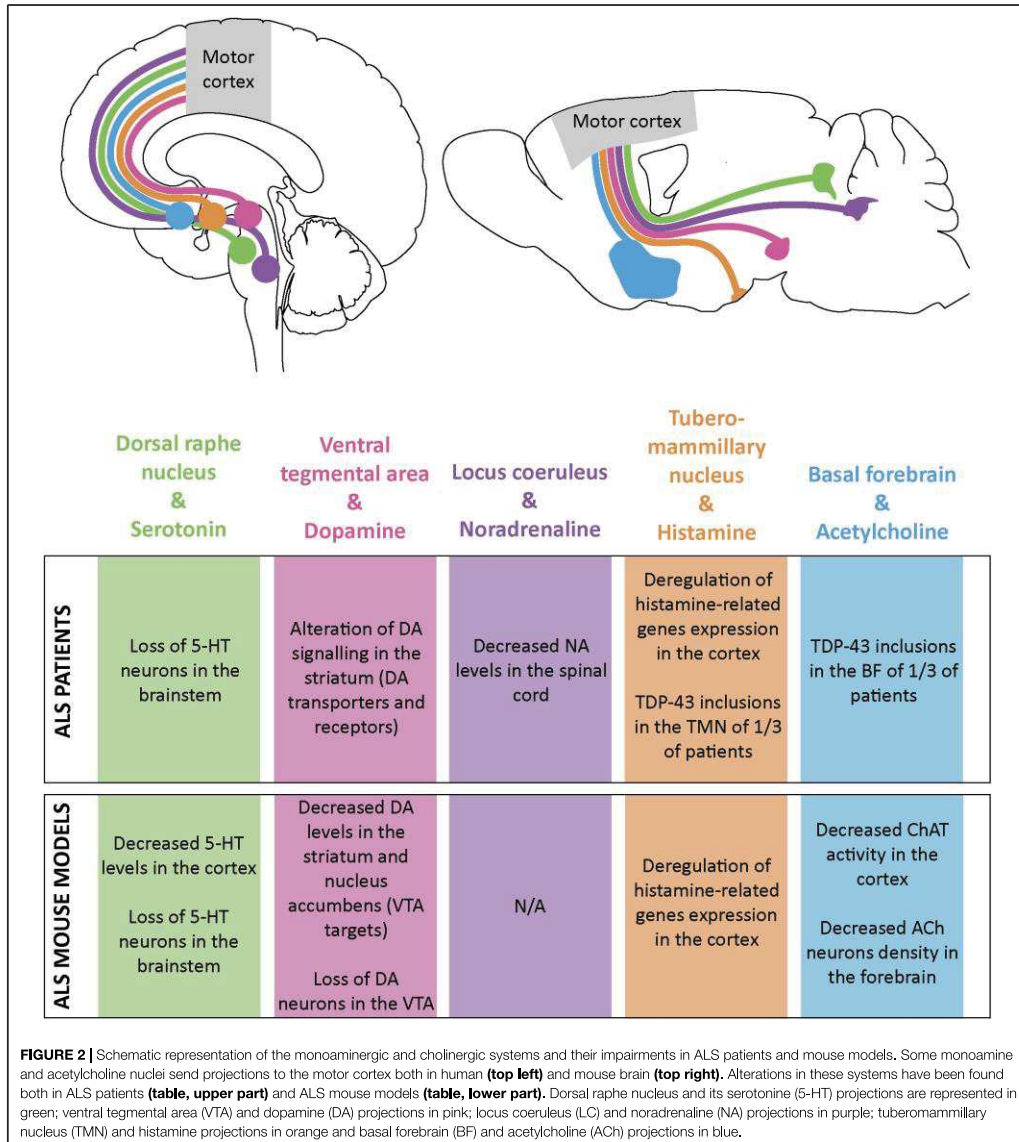 Motor
cortex
Motor cortex
Dorsal raphe
nucleus
&
Serotonin
Ventral
tegmental area
&
Dopamine
Locus coeruleus
&
Noradrenaline
Tubero-
mammillary
nucleus
&
Histamine
Basal forebrain
&
Acetylcholine
ALS PATIENTS
Loss of 5-HT
neurons in the
brainstem
Alteration of DA
signalling in the
striatum (DA
transporters and
receptors)
Decreased NA
levels in the spinal
cord
Deregulation of
histamine-related
genes expression
in the cortex
TDP-43 inclusions
in the TMN of 1/3
of patients
TDP-43 inclusions
in the BF of 1/3 of
patients
ALS MOUSE MODELS
Decreased 5-HT
levels in the cortex
Loss of 5-HT
neurons in the
brainstem
Decreased DA
levels in the
striatum and
nucleus
accumbens (VTA
targets)
Loss of DA
neurons in the VTA
N/A
Deregulation of
histamine-related
genes expression
in the cortex
Decreased ChAT
activity in the
cortex
Decreased ACh
neurons density in
the forebrain
FIGURE 2 | Schematic representation of the monoaminergic and cholinergic systems and their impairments in ALS patients and mouse models. Some monoamine
and acetylcholine nuclei send projections to the motor cortex both in human (top left) and mouse brain (top right). Alterations in these systems have been found
both in ALS patients (table, upper part) and ALS mouse models (table, lower part). Dorsal raphe nucleus and its serotonine (5-HT) projections are represented in
green; ventral tegmental area (VTA) and dopamine (DA) projections in pink; locus coeruleus (LC) and noradrenaline (NA) projections in purple; tuberomammillary
nucleus (TMN) and histamine projections in orange and basal forebrain (BF) and acetylcholine (ACh) projections in blue.